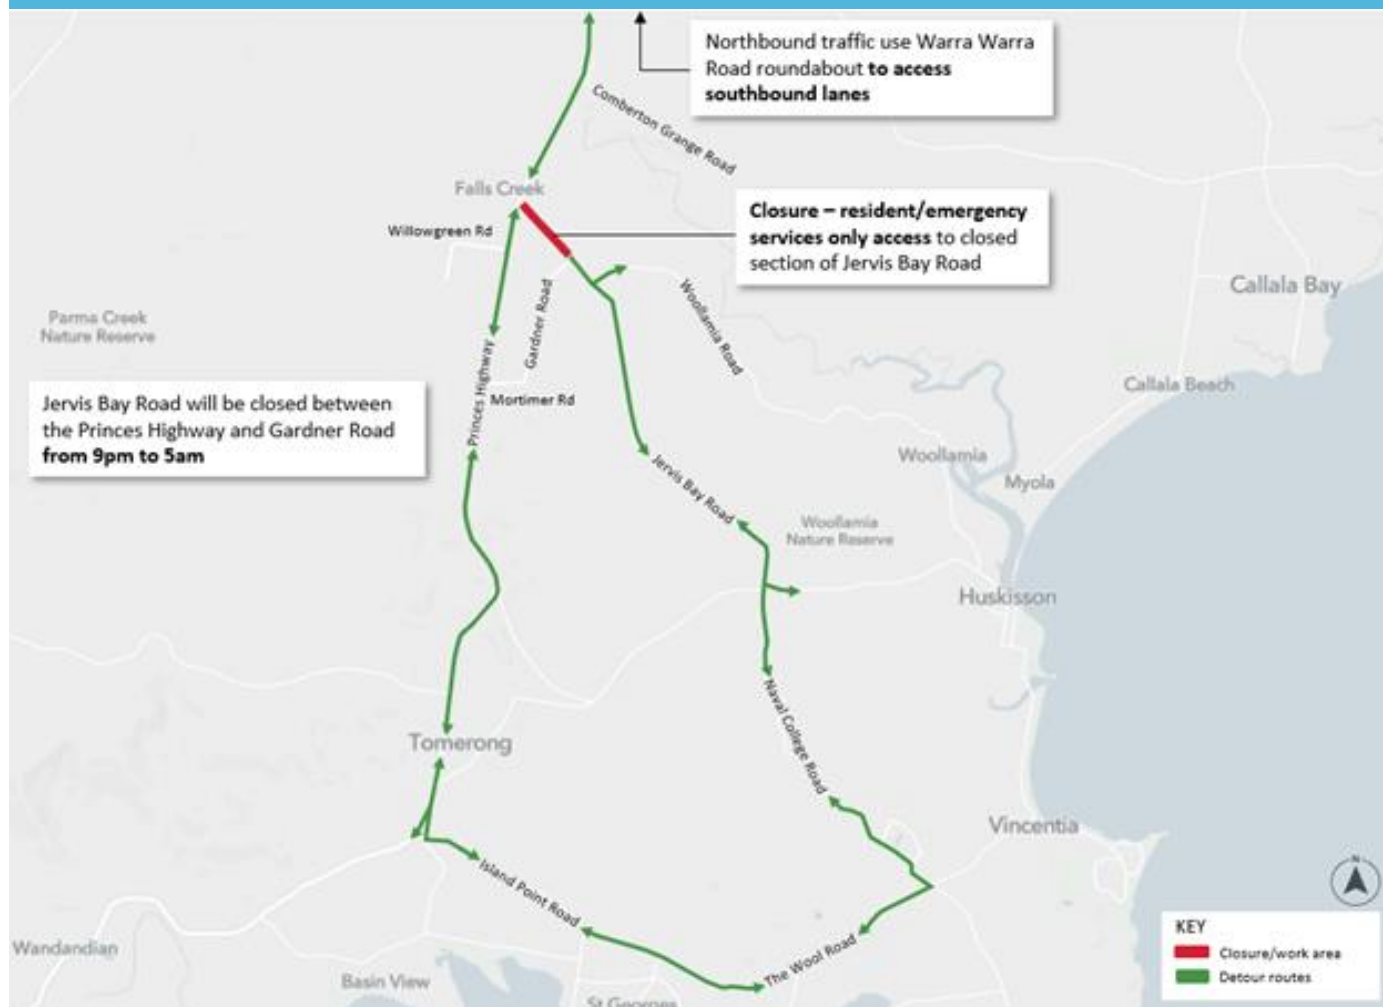 Northbound traffic use Warra Warra
Road roundabout to access
southbound lanes
Comberton Grange Road
Falls Creek
Willowgreen Rd
Closure – resident/emergency
services only access to closed
section of Jervis Bay Road
Callala Bay
Parma Creek
Nature Reserve
Gardner Road
Woollamia Road
Princes Highway
Mortimer Rd
Callala Beach
Jervis Bay Road will be closed between
the Princes Highway and Gardner Road
from 9pm to 5am
Jervis Bay Road
Woollamia
Myola
Woollamia
Nature Reserve
Huskisson
Naval College Road
Tomerong
Vincentia
Island Point Road
The Wool Road
Wandandian
Basin View
St Georges
N
KEY
Closure/work area
Detour routes